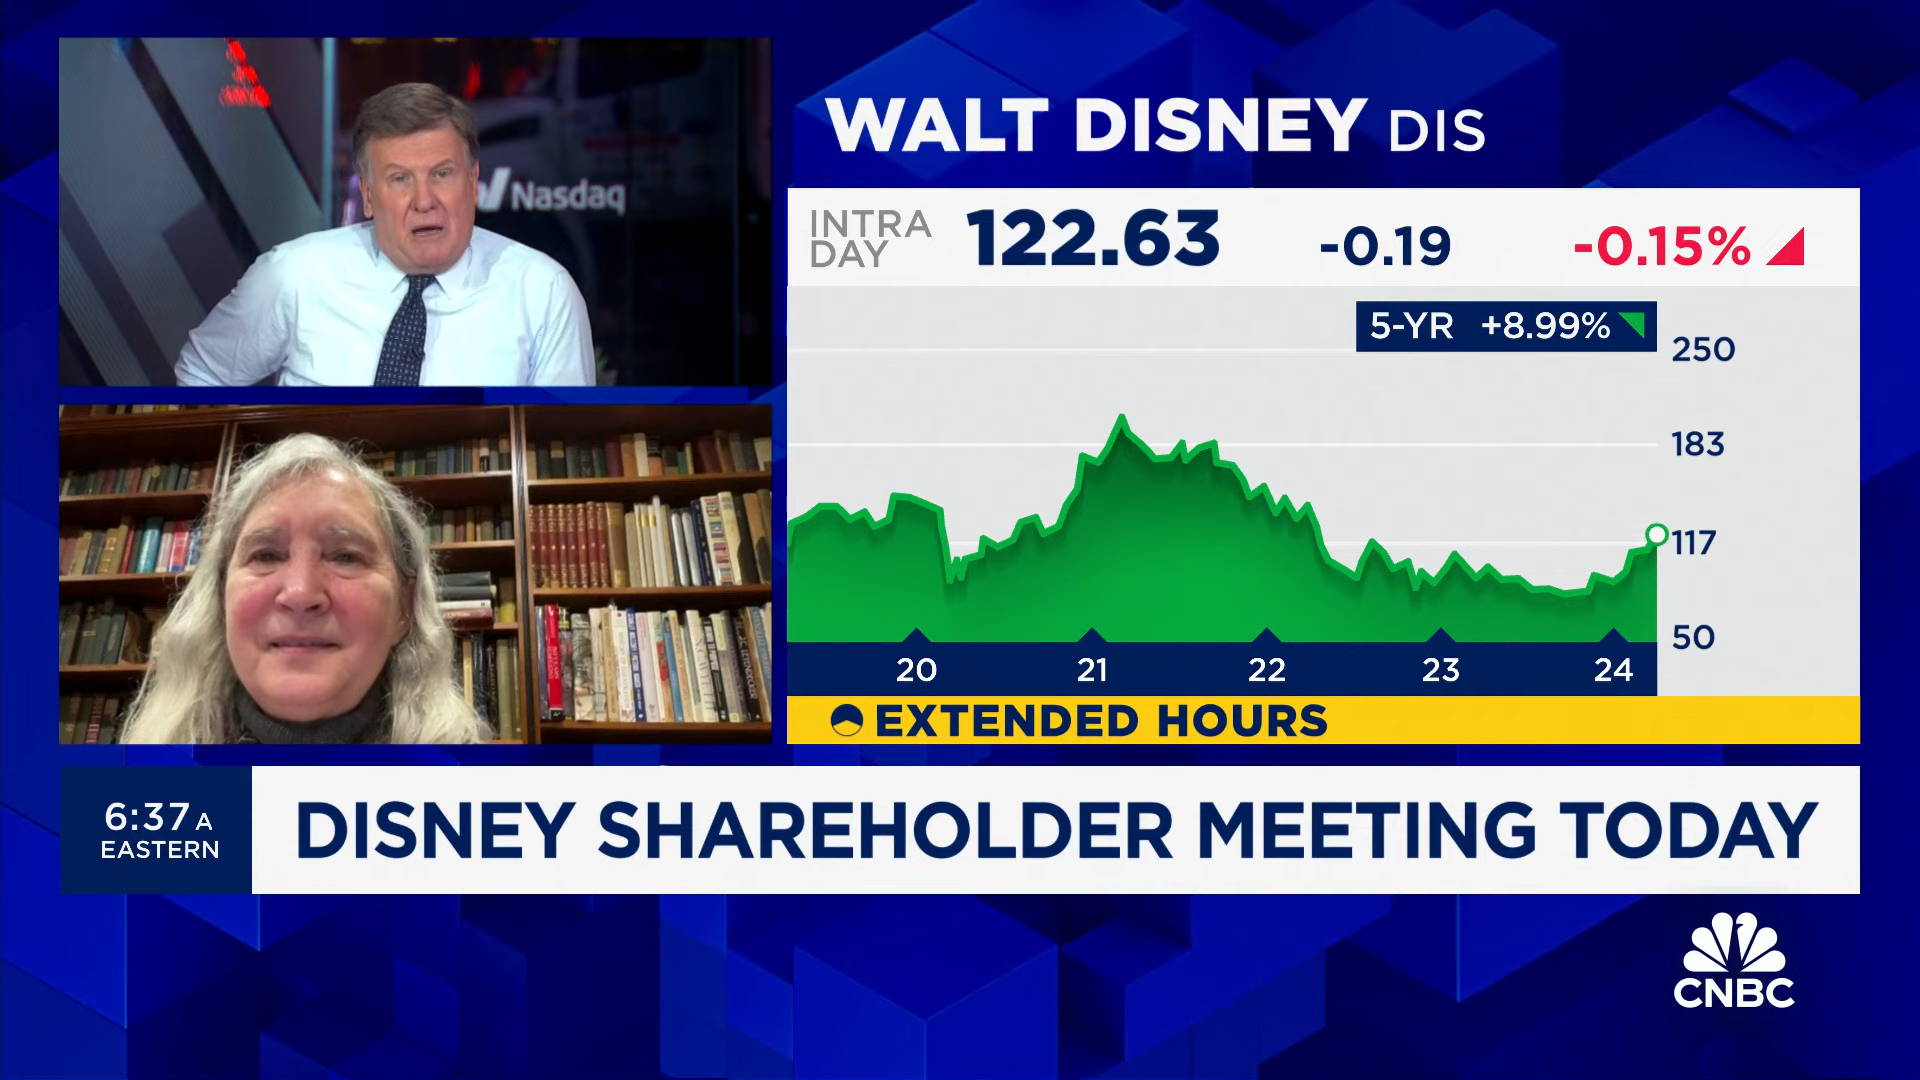 Nasdaq
WALT DISNEY DIS
INTRA DAY 122.63 -0.19 -0.15%
5-YR +8.99%
250
183
117
50
20 21 22 23 24
EXTENDED HOURS
6:37A
EASTERN
DISNEY SHAREHOLDER MEETING TODAY
CNBC